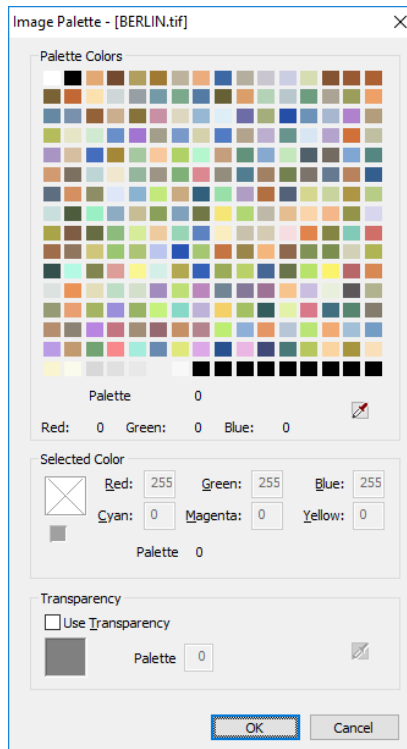 Image Palette - [BERLIN.tif]
Palette Colors
Palette 0
Red: 0 Green: 0 Blue: 0
Selected Color
Red: 255 Green: 255 Blue: 255
Cyan: 0 Magenta: 0 Yellow: 0
Palette 0
Transparency
Use Transparency
Palette 0
OK Cancel